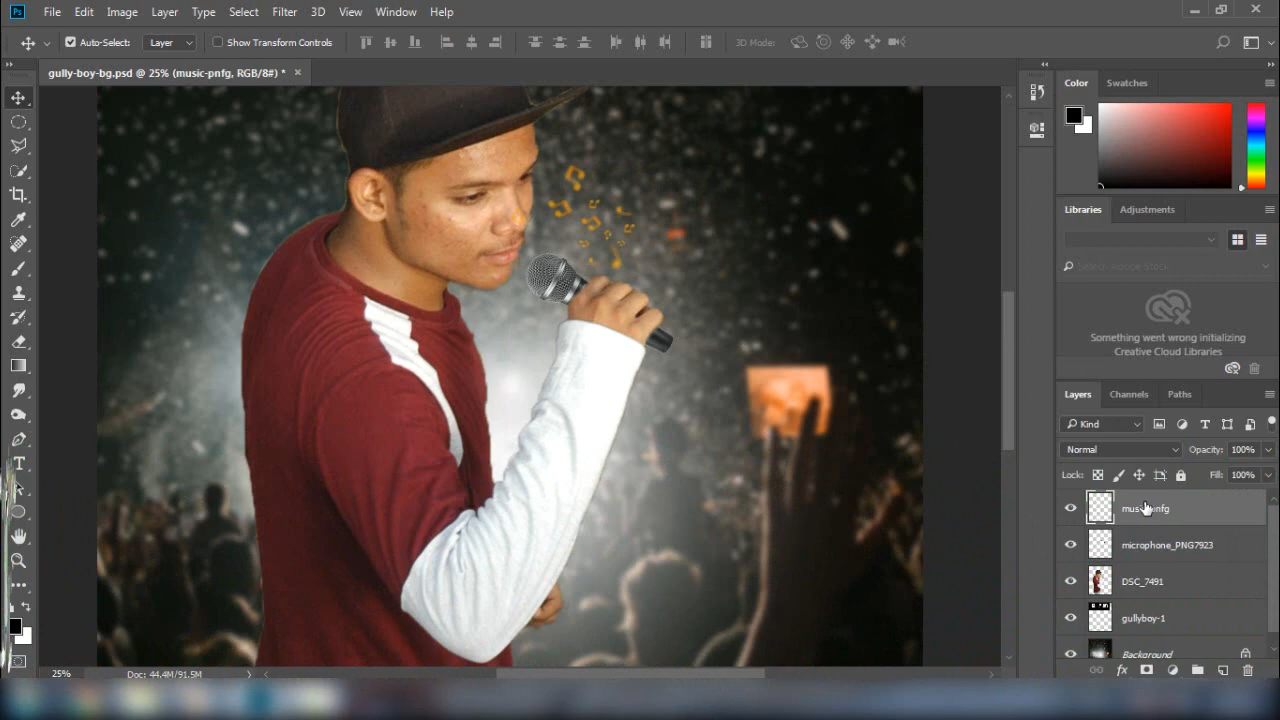 Ps File Edit Image Layer Type Select Filter 3D View Window Help
Auto-Select: Layer Show Transform Controls 3D Mode:
gully-boy-bg.psd @ 25% (music-pnfg, RGB/8#) * ×
Color Swatches
Libraries Adjustments
Search Adobe Stock
Something went wrong initializing
Creative Cloud Libraries
Layers Channels Paths
Kind
Normal Opacity: 100%
Lock: Fill: 100%
microphone_PNG7923
DSC_7491
gullyboy-1
Background
25% Doc: 44.4M/91.5M